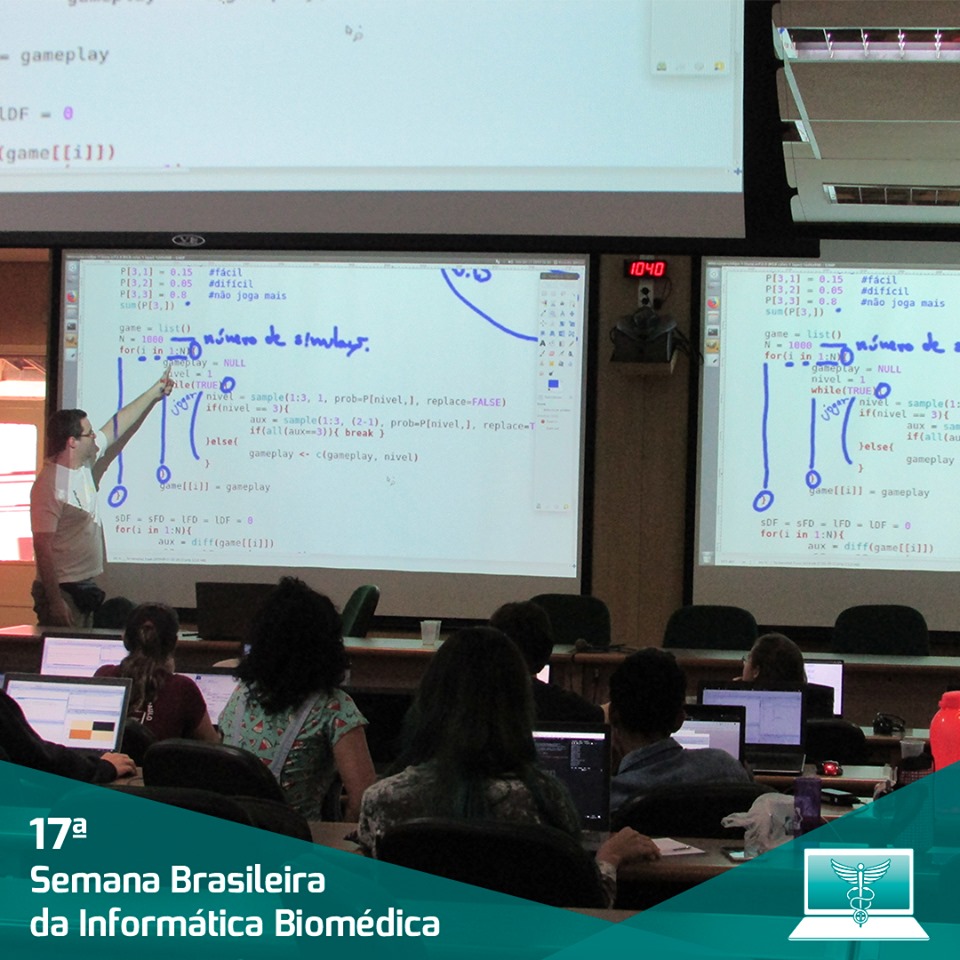 = gameplay
lDF = 0
(game[[i]])
P[3,1] = 0.15 #fácil
P[3,2] = 0.05 #difícil
P[3,3] = 0.8 #não joga mais
sum(P[3,])
game = list()
N = 1000 número de simulaçs.
for(i in 1:N){
gameplay = NULL
nivel = 1
while(TRUE){
jogar
nivel = sample(1:3, 1, prob=P[nivel,], replace=FALSE)
if(nivel == 3){
aux = sample(1:3, (2-1), prob=P[nivel,], replace=T
if(all(aux==3)){ break }
}else{
gameplay <- c(gameplay, nivel)
}
game[[i]] = gameplay
sDF = sFD = lFD = lDF = 0
for(i in 1:N){
aux = diff(game[[i]])
1040
P[3,1] = 0.15 #fácil
P[3,2] = 0.05 #difícil
P[3,3] = 0.8 #não joga mais
sum(P[3,])
game = list()
N = 1000 número de s
for(i in 1:N){
gameplay = NULL
nivel = 1
while(TRUE){
jogar
nivel = sample(1:
if(nivel == 3){
aux = sam
if(all(au
}else{
gameplay
}
game[[i]] = gameplay
sDF = sFD = lFD = lDF = 0
for(i in 1:N){
aux = diff(game[[i]])
17ª
Semana Brasileira
da Informática Biomédica